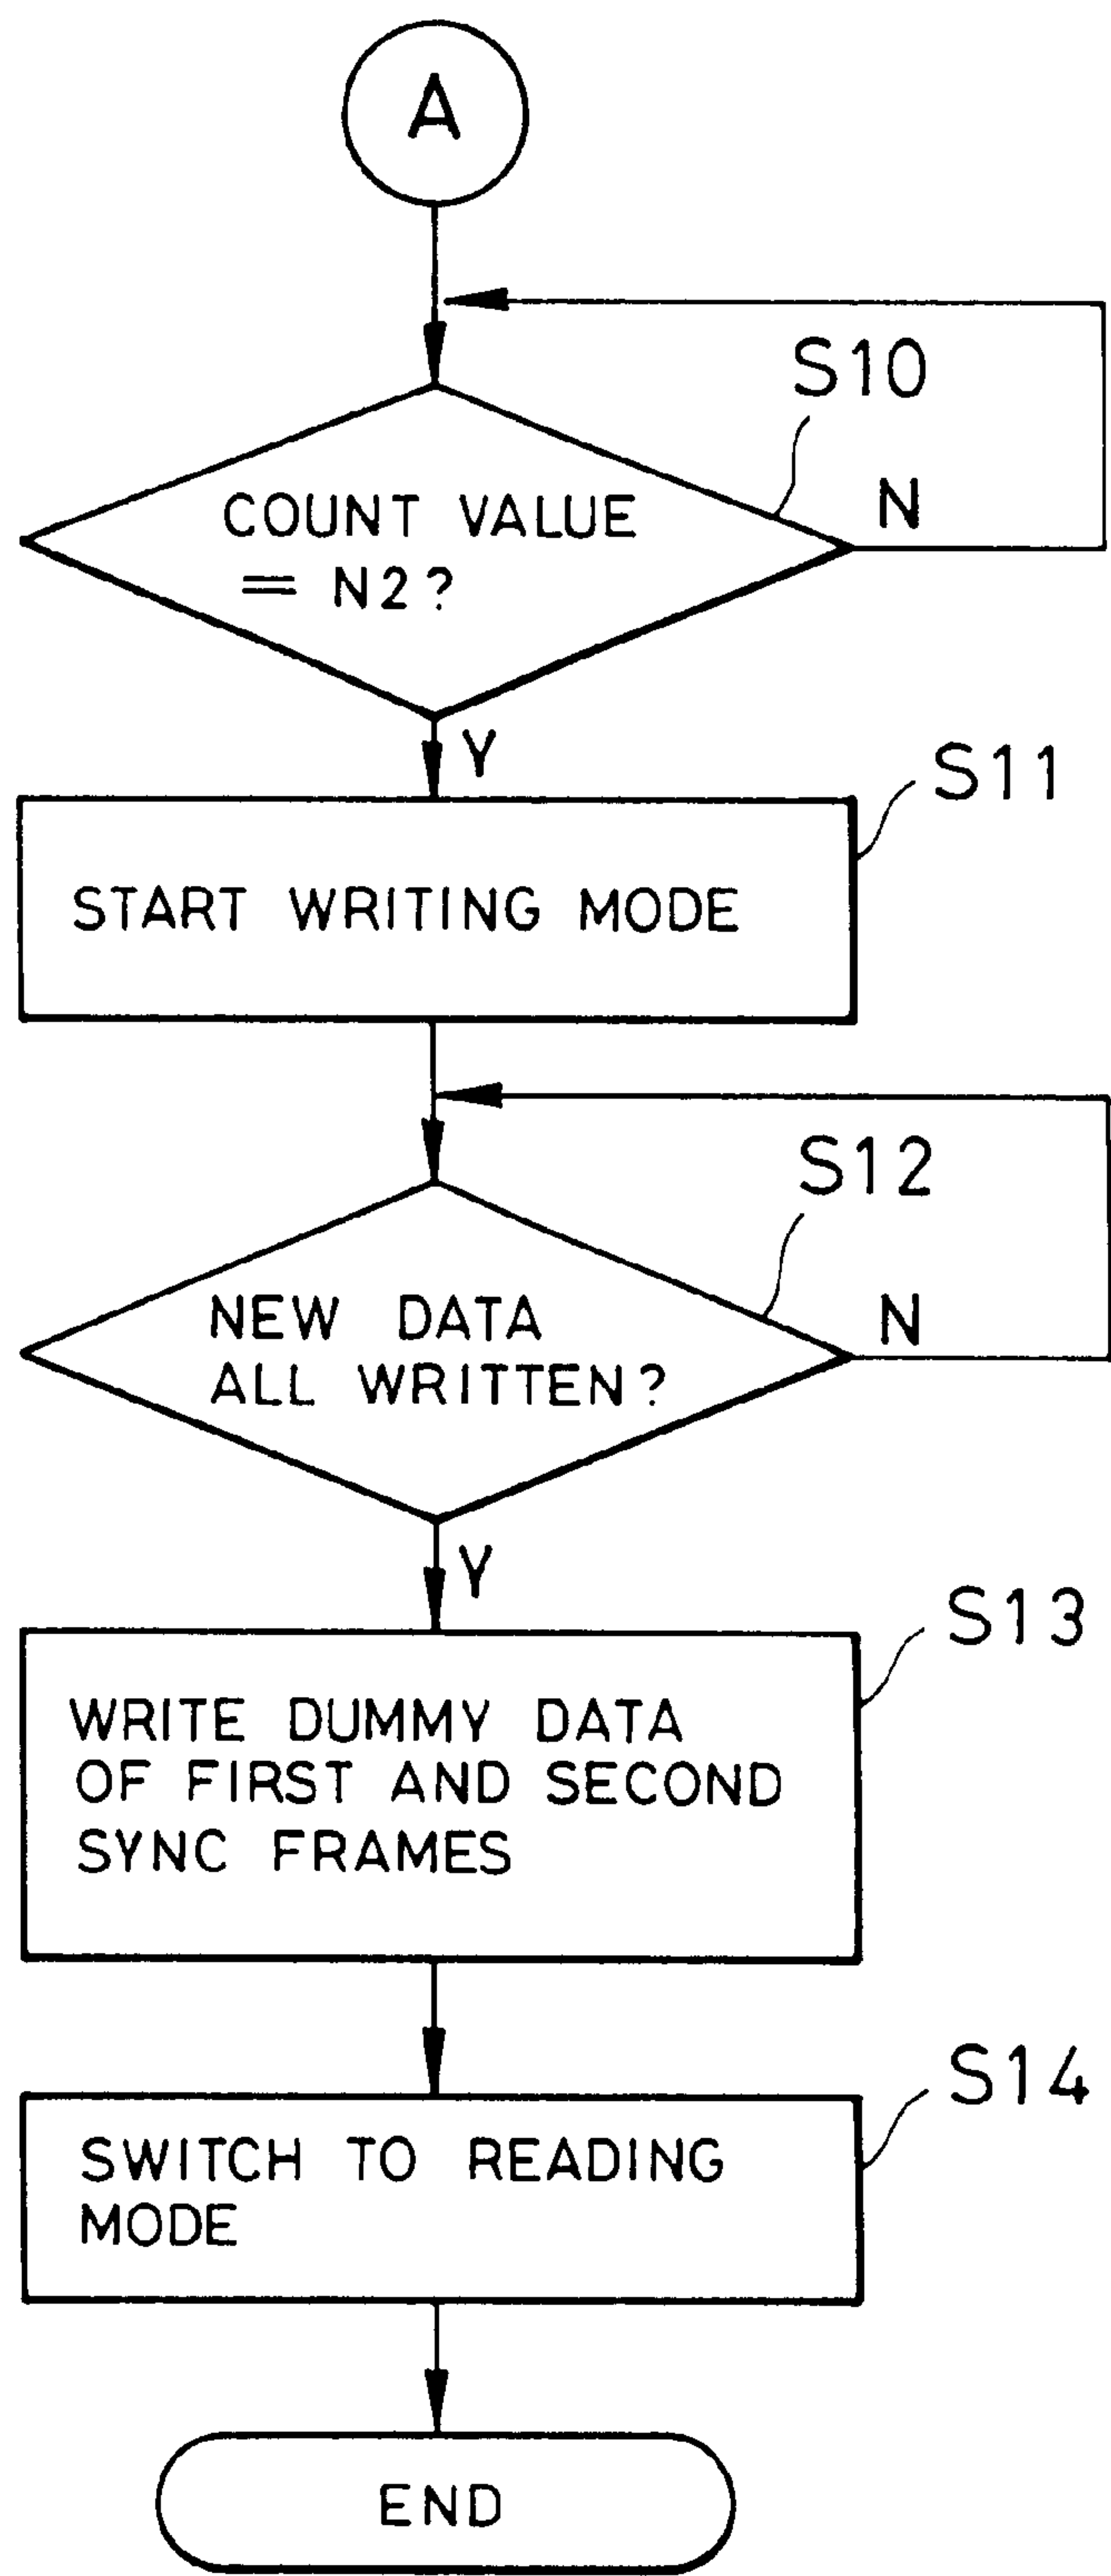 A
S10
COUNT VALUE
= N2?
N
Y
S11
START WRITING MODE
S12
NEW DATA
ALL WRITTEN?
N
Y
S13
WRITE DUMMY DATA
OF FIRST AND SECOND
SYNC FRAMES
S14
SWITCH TO READING
MODE
END